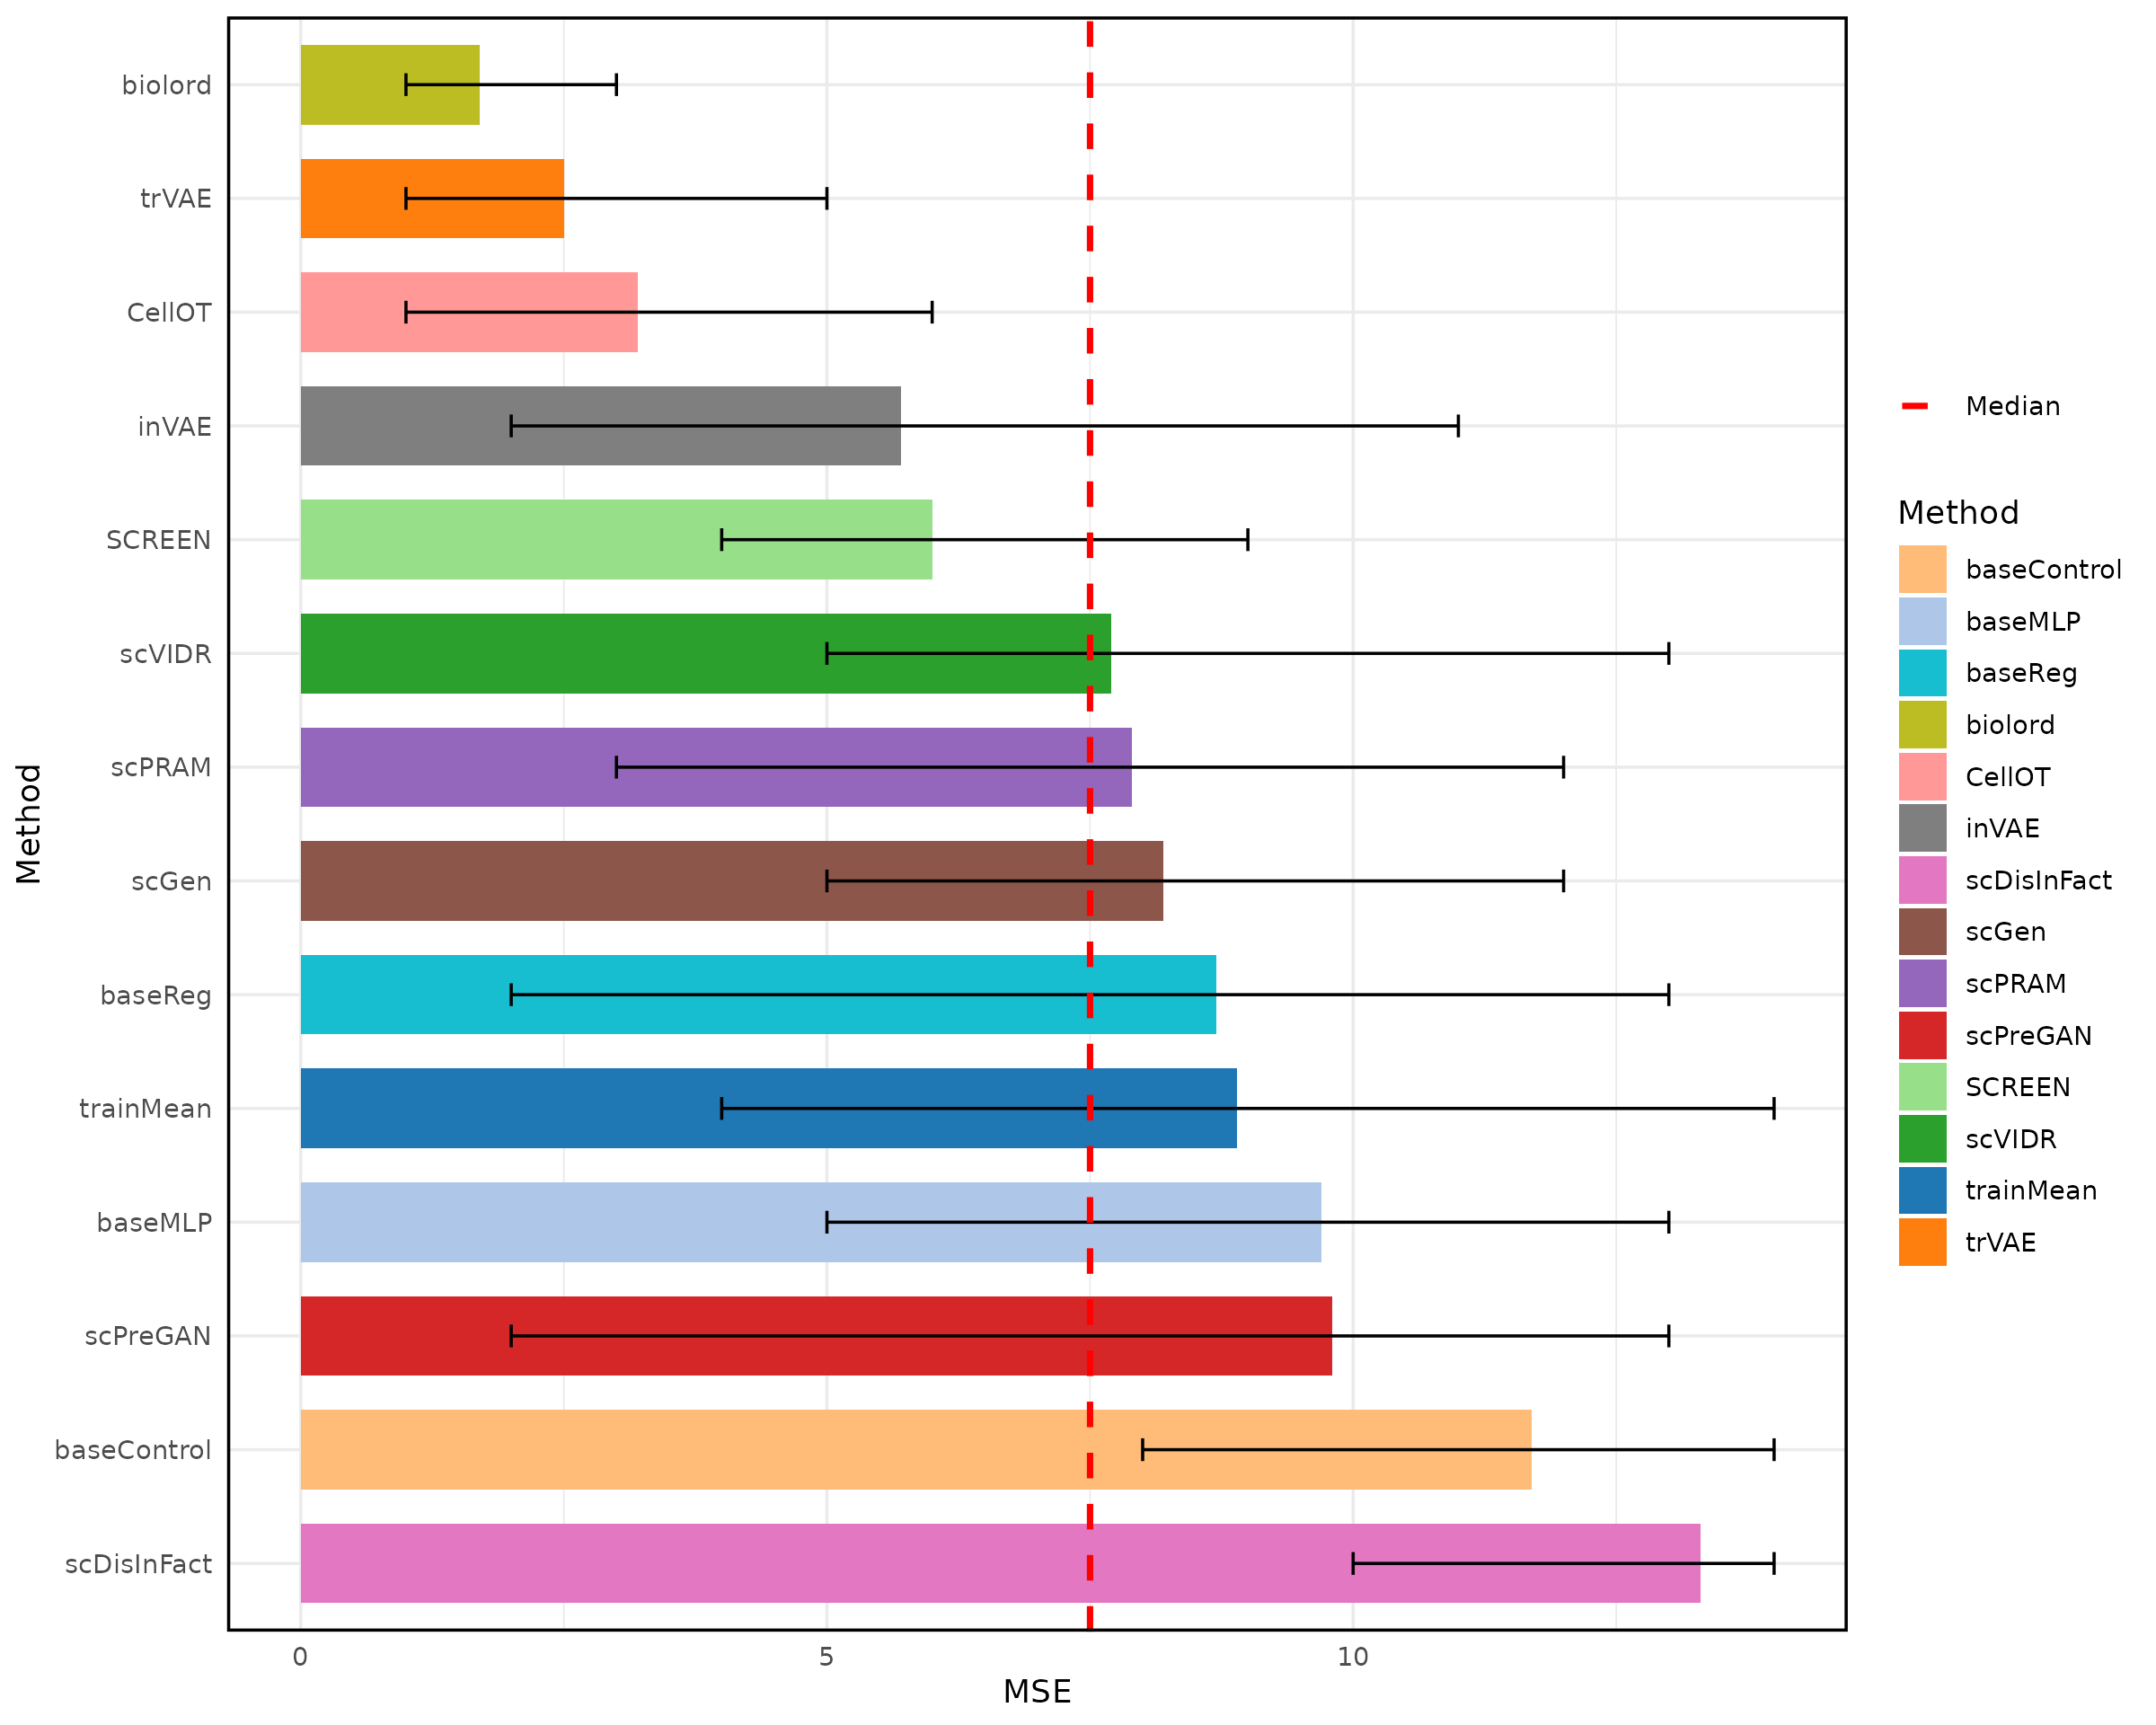 biolord
trVAE
CellOT
inVAE
SCREEN
scVIDR
scPRAM
scGen
baseReg
trainMean
baseMLP
scPreGAN
baseControl
scDisInFact
Method
0 5 10
MSE
Median
Method
baseControl
baseMLP
baseReg
biolord
CellOT
inVAE
scDisInFact
scGen
scPRAM
scPreGAN
SCREEN
scVIDR
trainMean
trVAE